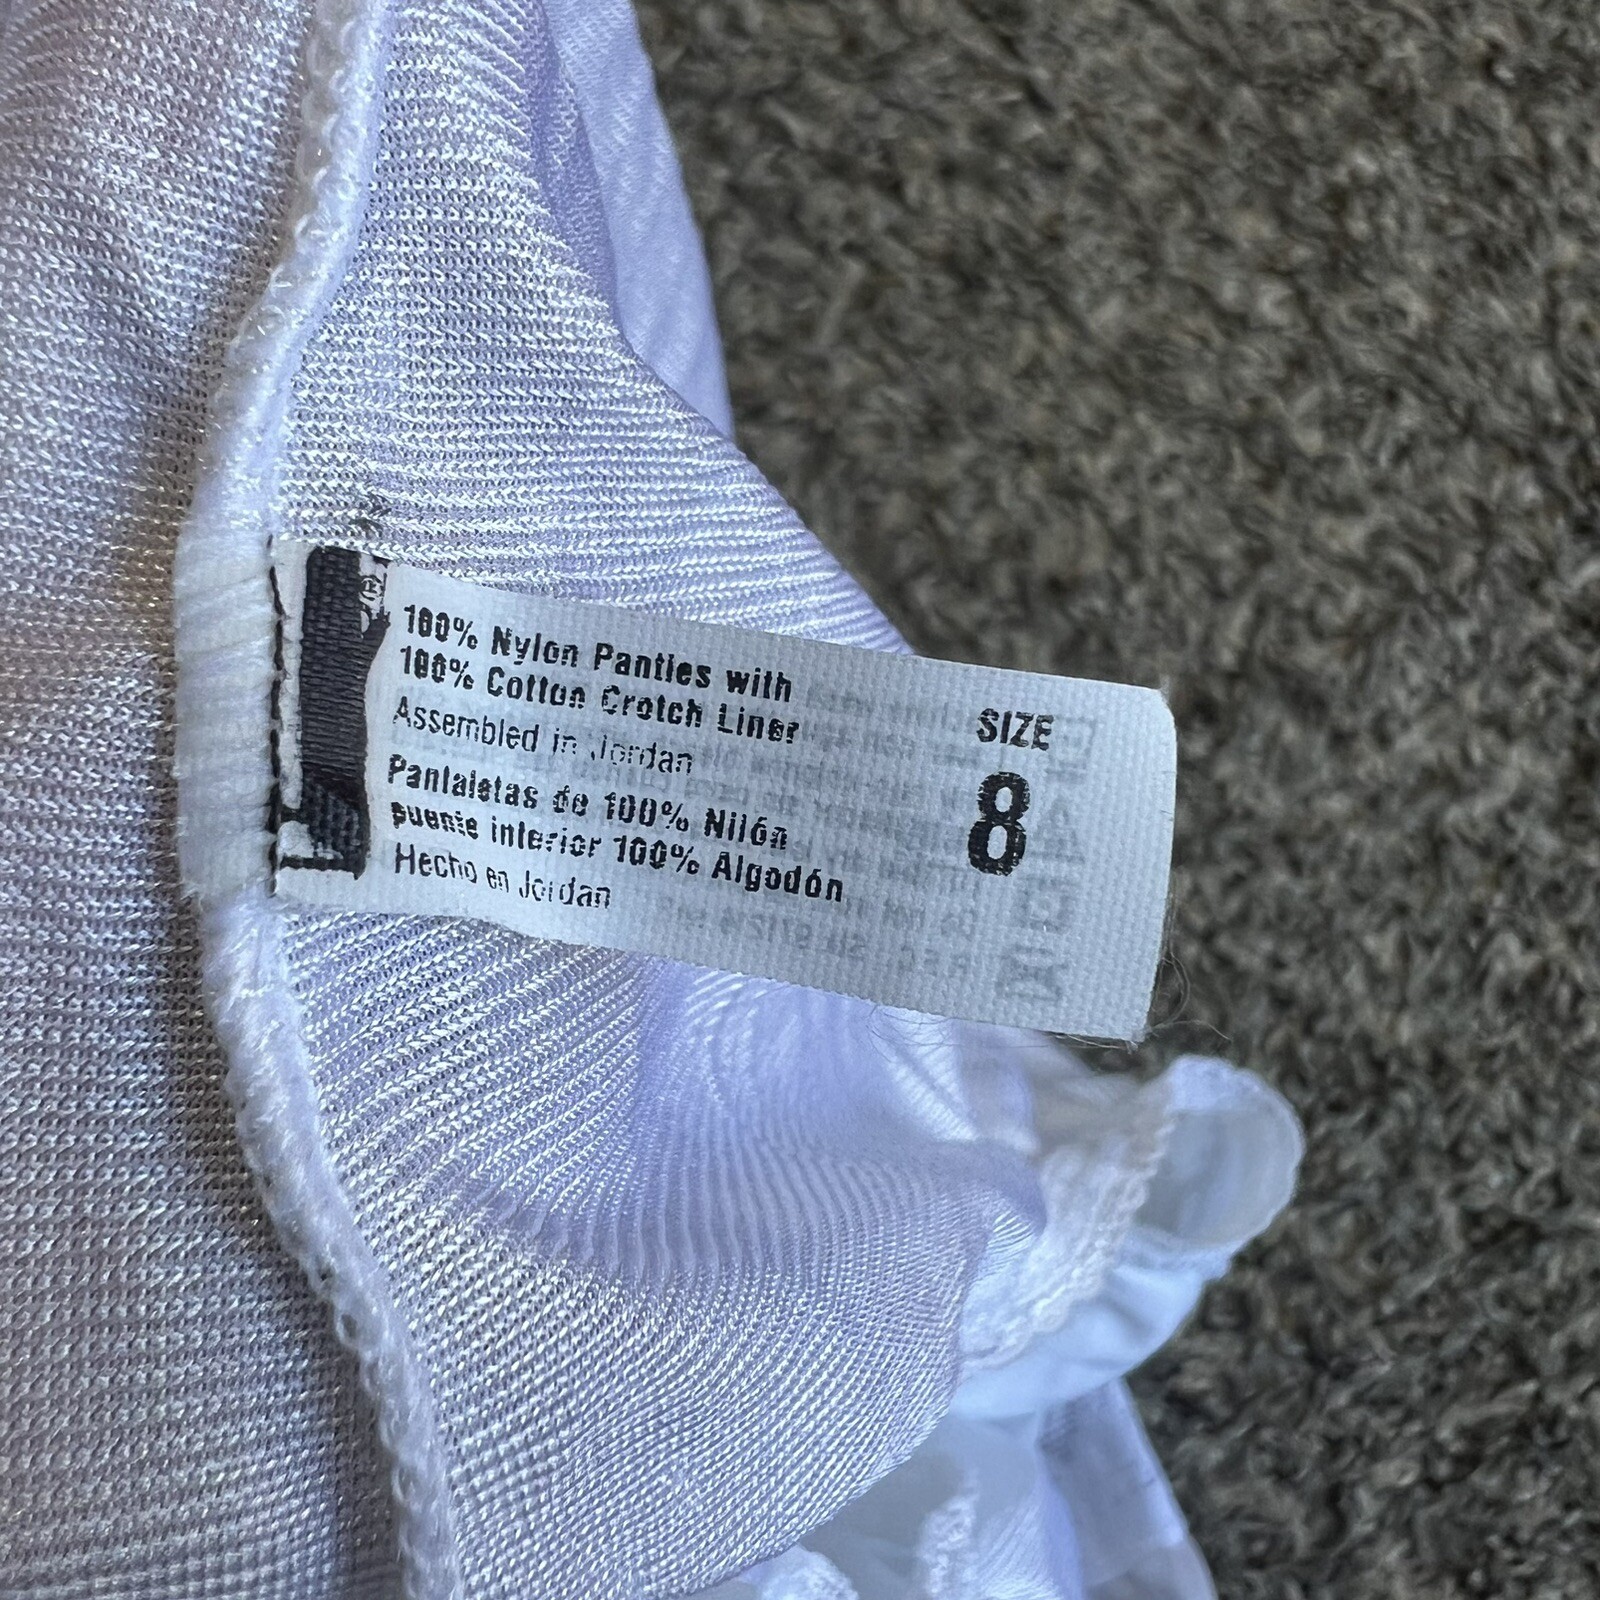 100% Nylon Panties with
100% Cotton Crotch Liner
Assembled in Jordan
Pantaletas de 100% Nilón
puente interior 100% Algodón
Hecho en Jordan
SIZE
8